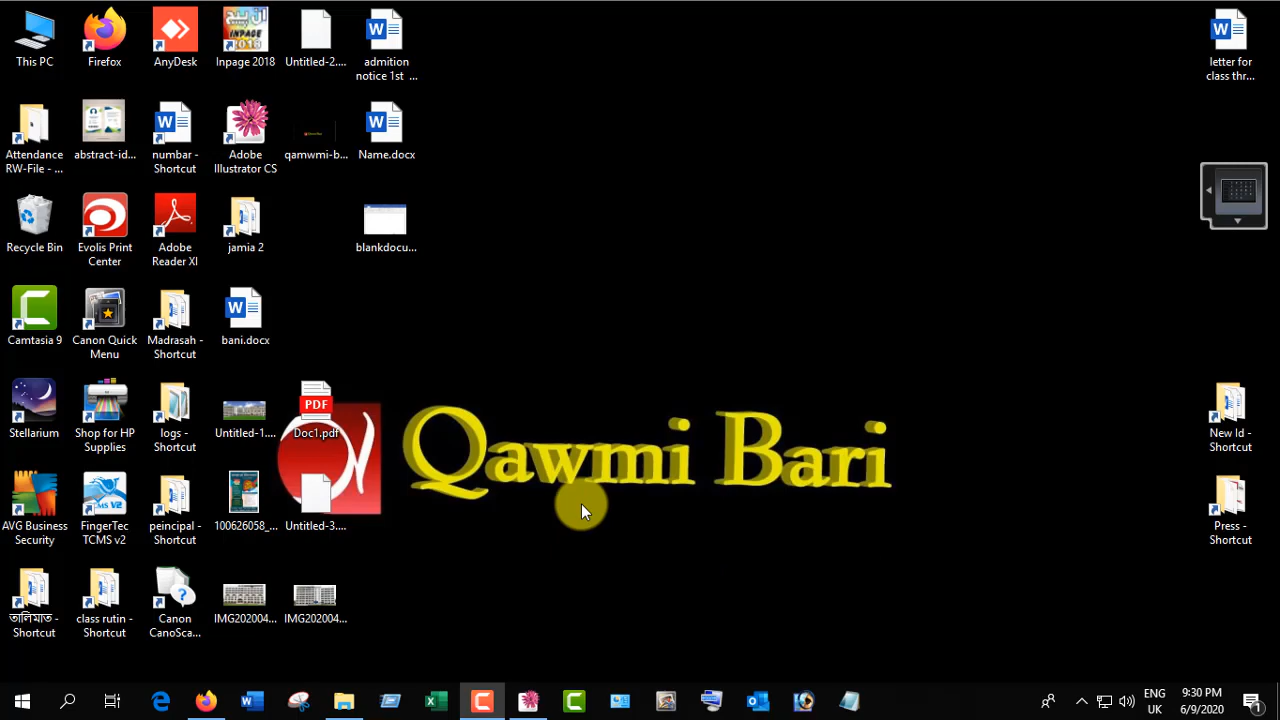 This PC
Firefox
AnyDesk
Inpage 2018
Untitled-2....
admition
notice 1st ...
letter for
class thr...
Attendance
RW-File - ...
abstract-id...
numbar -
Shortcut
Adobe
Illustrator CS
qamwmi-b...
Name.docx
Recycle Bin
Evolis Print
Center
Adobe
Reader XI
jamia 2
blankdocu...
Camtasia 9
Canon Quick
Menu
Madrasah -
Shortcut
bani.docx
Stellarium
Shop for HP
Supplies
logs -
Shortcut
Untitled-1....
PDF
Doc1.pdf
Qawmi Bari
New Id -
Shortcut
AVG Business
Security
FingerTec
TCMS v2
peincipal -
Shortcut
100626058_...
Untitled-3....
Press -
Shortcut
তালিমাত -
Shortcut
class rutin -
Shortcut
Canon
CanoSca...
IMG202004...
IMG202004...
ENG
UK
9:30 PM
6/9/2020
1